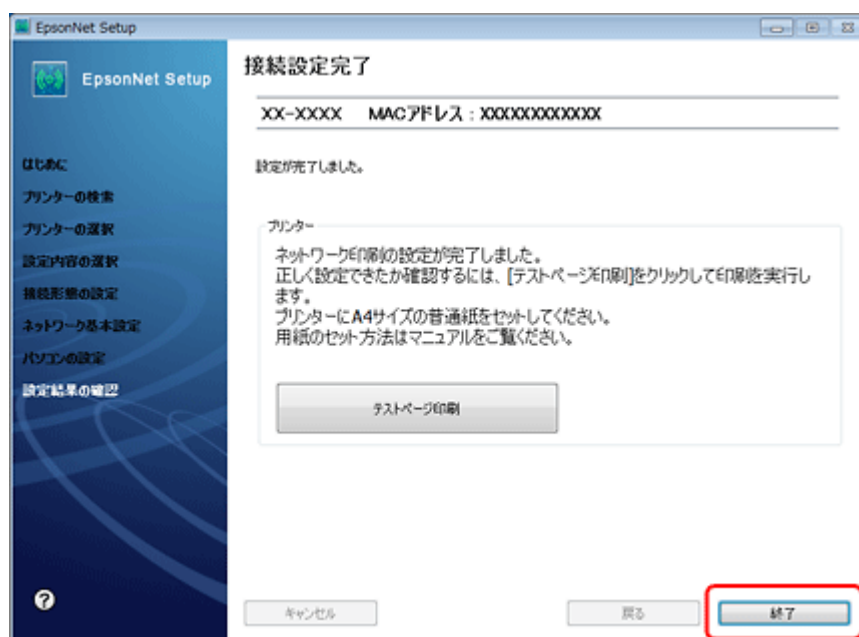 EpsonNet Setup
EpsonNet Setup
はじめに
プリンターの検索
プリンターの選択
設定内容の選択
接続形態の設定
ネットワーク基本設定
パソコンの設定
設定結果の確認
接続設定完了
XX-XXXX MACアドレス：XXXXXXXXXXXX
設定が完了しました。
プリンター
ネットワーク印刷の設定が完了しました。
正しく設定できたか確認するには、[テストページ印刷]をクリックして印刷を実行し
ます。
プリンターにA4サイズの普通紙をセットしてください。
用紙のセット方法はマニュアルをご覧ください。
テストページ印刷
?
キャンセル
戻る
終了